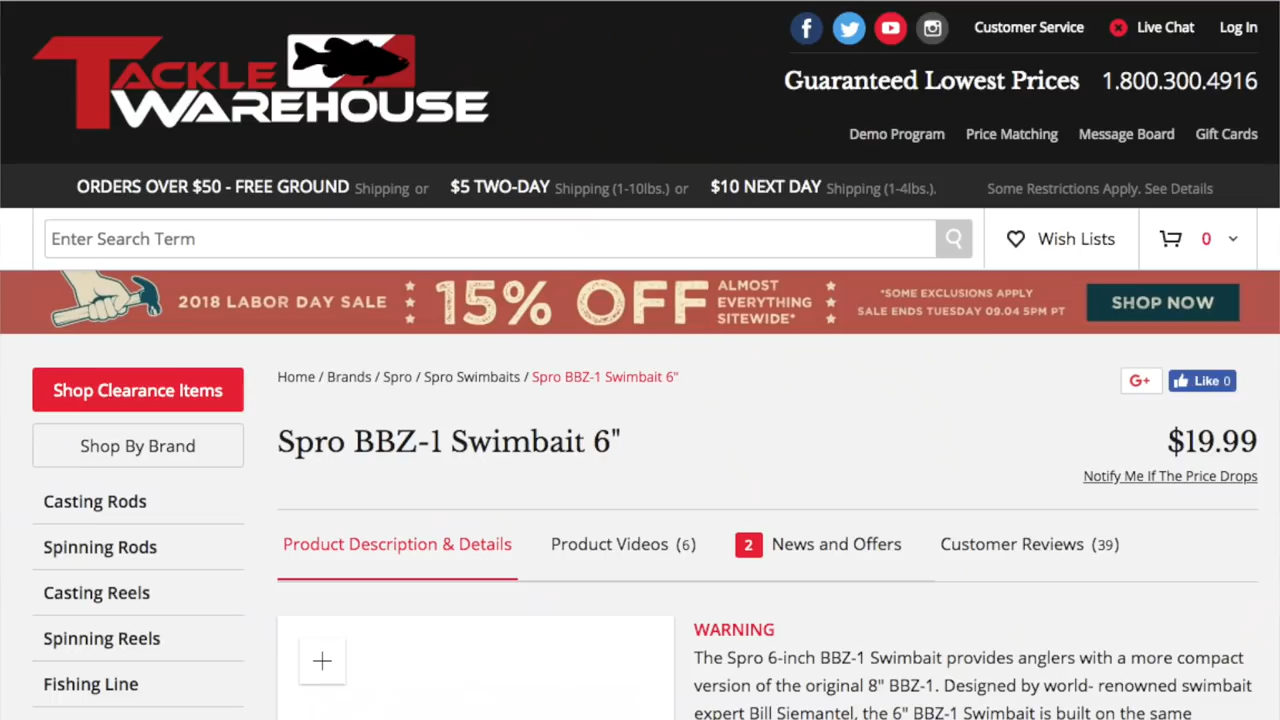 TACKLE
WAREHOUSE
f
Customer Service
Live Chat
Log In
Guaranteed Lowest Prices 1.800.300.4916
Demo Program Price Matching Message Board Gift Cards
ORDERS OVER $50 - FREE GROUND Shipping or $5 TWO-DAY Shipping (1-10lbs.) or $10 NEXT DAY Shipping (1-4lbs.). Some Restrictions Apply. See Details
Enter Search Term
Wish Lists
0
2018 LABOR DAY SALE
15% OFF
ALMOST
EVERYTHING
SITEWIDE*
*SOME EXCLUSIONS APPLY
SALE ENDS TUESDAY 09.04 5PM PT
SHOP NOW
Shop Clearance Items
Shop By Brand
Casting Rods
Spinning Rods
Casting Reels
Spinning Reels
Fishing Line
Home / Brands / Spro / Spro Swimbaits / Spro BBZ-1 Swimbait 6"
G+
Like 0
Spro BBZ-1 Swimbait 6"
$19.99
Notify Me If The Price Drops
Product Description & Details
Product Videos (6)
2 News and Offers
Customer Reviews (39)
WARNING
The Spro 6-inch BBZ-1 Swimbait provides anglers with a more compact
version of the original 8" BBZ-1. Designed by world- renowned swimbait
expert Bill Siemantel, the 6" BBZ-1 Swimbait is built on the same